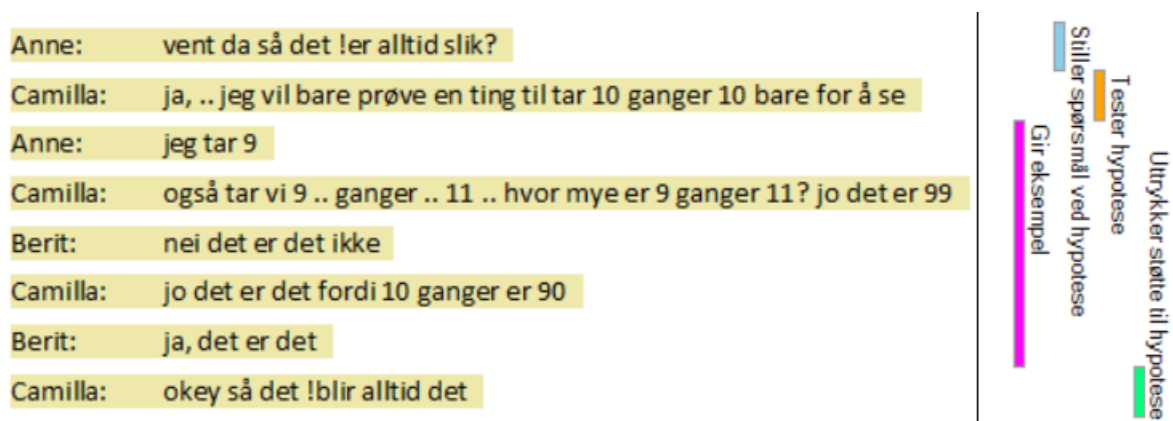 Anne: vent da så det !er alltid slik?
Camilla: ja, .. jeg vil bare prøve en ting til tar 10 ganger 10 bare for å se
Anne: jeg tar 9
Camilla: også tar vi 9 .. ganger .. 11 .. hvor mye er 9 ganger 11? jo det er 99
Berit: nei det er det ikke
Camilla: jo det er det fordi 10 ganger er 90
Berit: ja, det er det
Camilla: okey så det !blir alltid det
Gir eksempel
Stiller spørsmål ved hypotese
Tester hypotese
Uttrykker støtte til hypotese